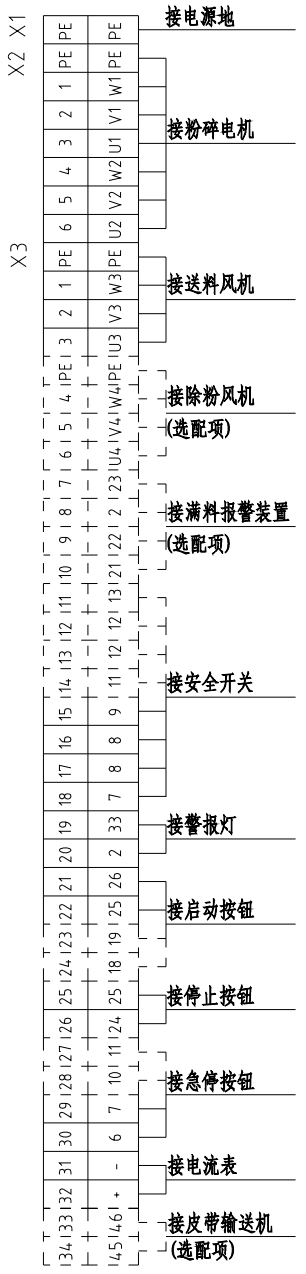 X1
PE PE 接电源地
X2
PE PE
1 W1
2 V1
3 U1 接粉碎电机
4 W2
5 V2
6 U2
X3
PE PE
1 W3 接送料风机
2 V3
3 U3
PE PE
4 W4 接除粉风机
5 V4 (选配项)
6 U4
7 23
8 2 接满料报警装置
9 22 (选配项)
10 21
11 13
12 12
13 12
14 11 接安全开关
15 9
16 8
17 8
18 7
19 33 接警报灯
20 2
21 26
22 25 接启动按钮
23 19
24 18
25 25 接停止按钮
26 24
27 11
28 10 接急停按钮
29 7
30 6
31 - 接电流表
32 +
33 46 接皮带输送机
34 45 (选配项)